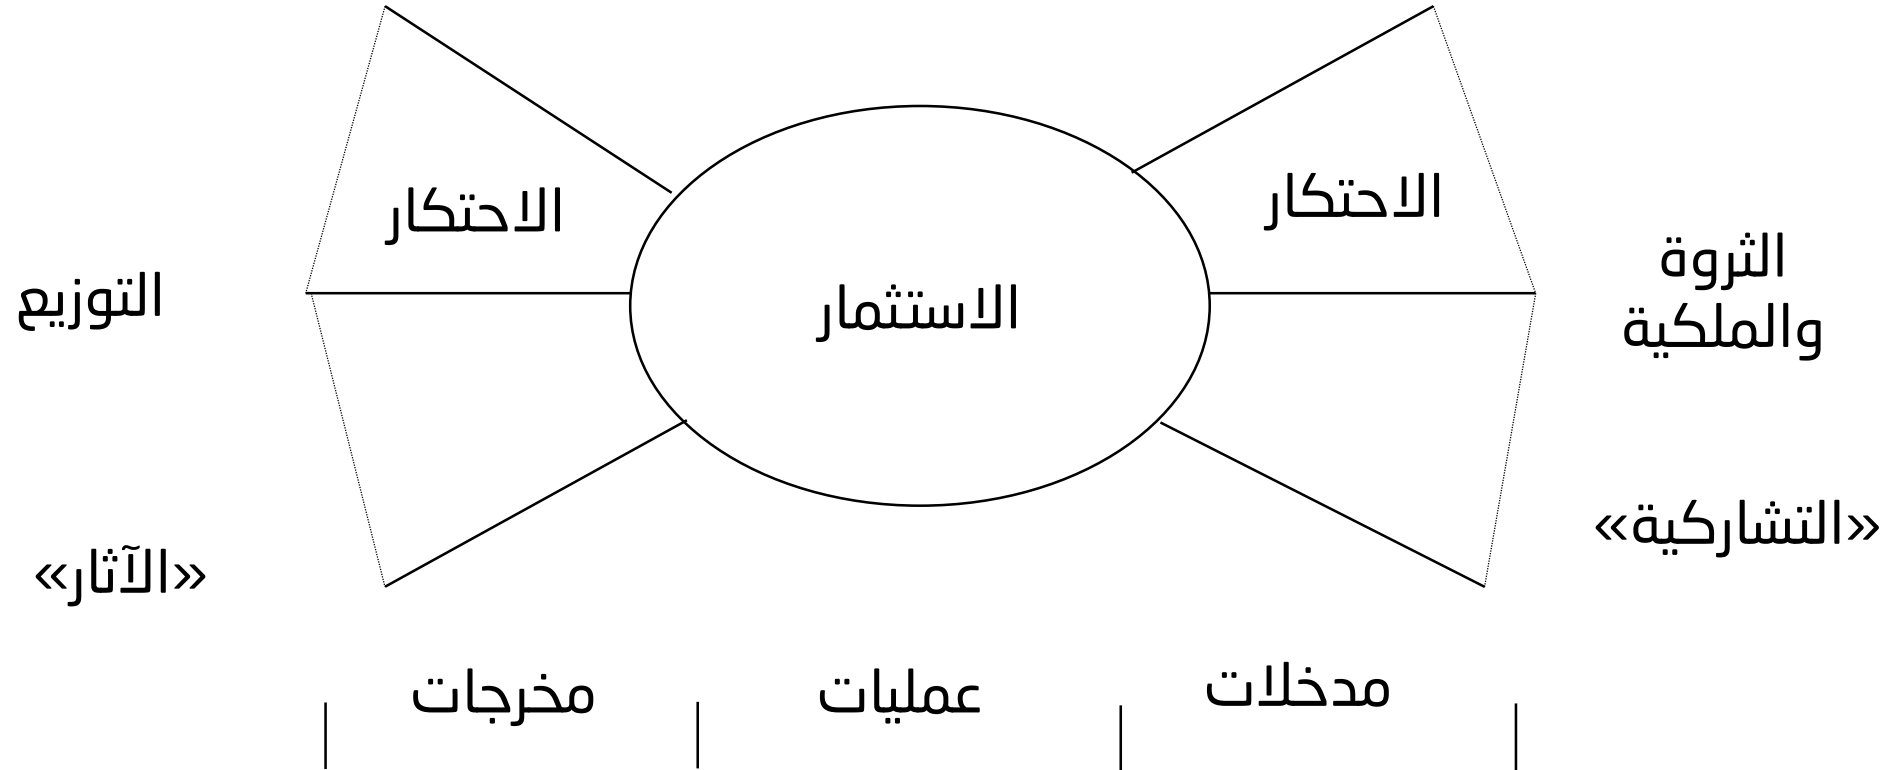 الاحتكار
الاحتكار
الثروة
والملكية
الاستثمار
التوزيع
«التشاركية»
«الآثار»
مدخلات
عمليات
مخرجات